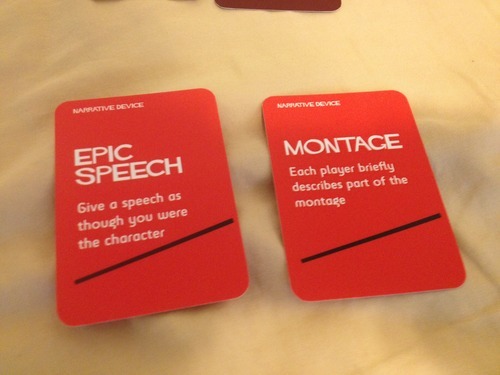 NARRATIVE DEVICE
EPIC
SPEECH
Give a speech as
though you were
the character
NARRATIVE DEVICE
MONTAGE
Each player briefly
describes part of the
montage